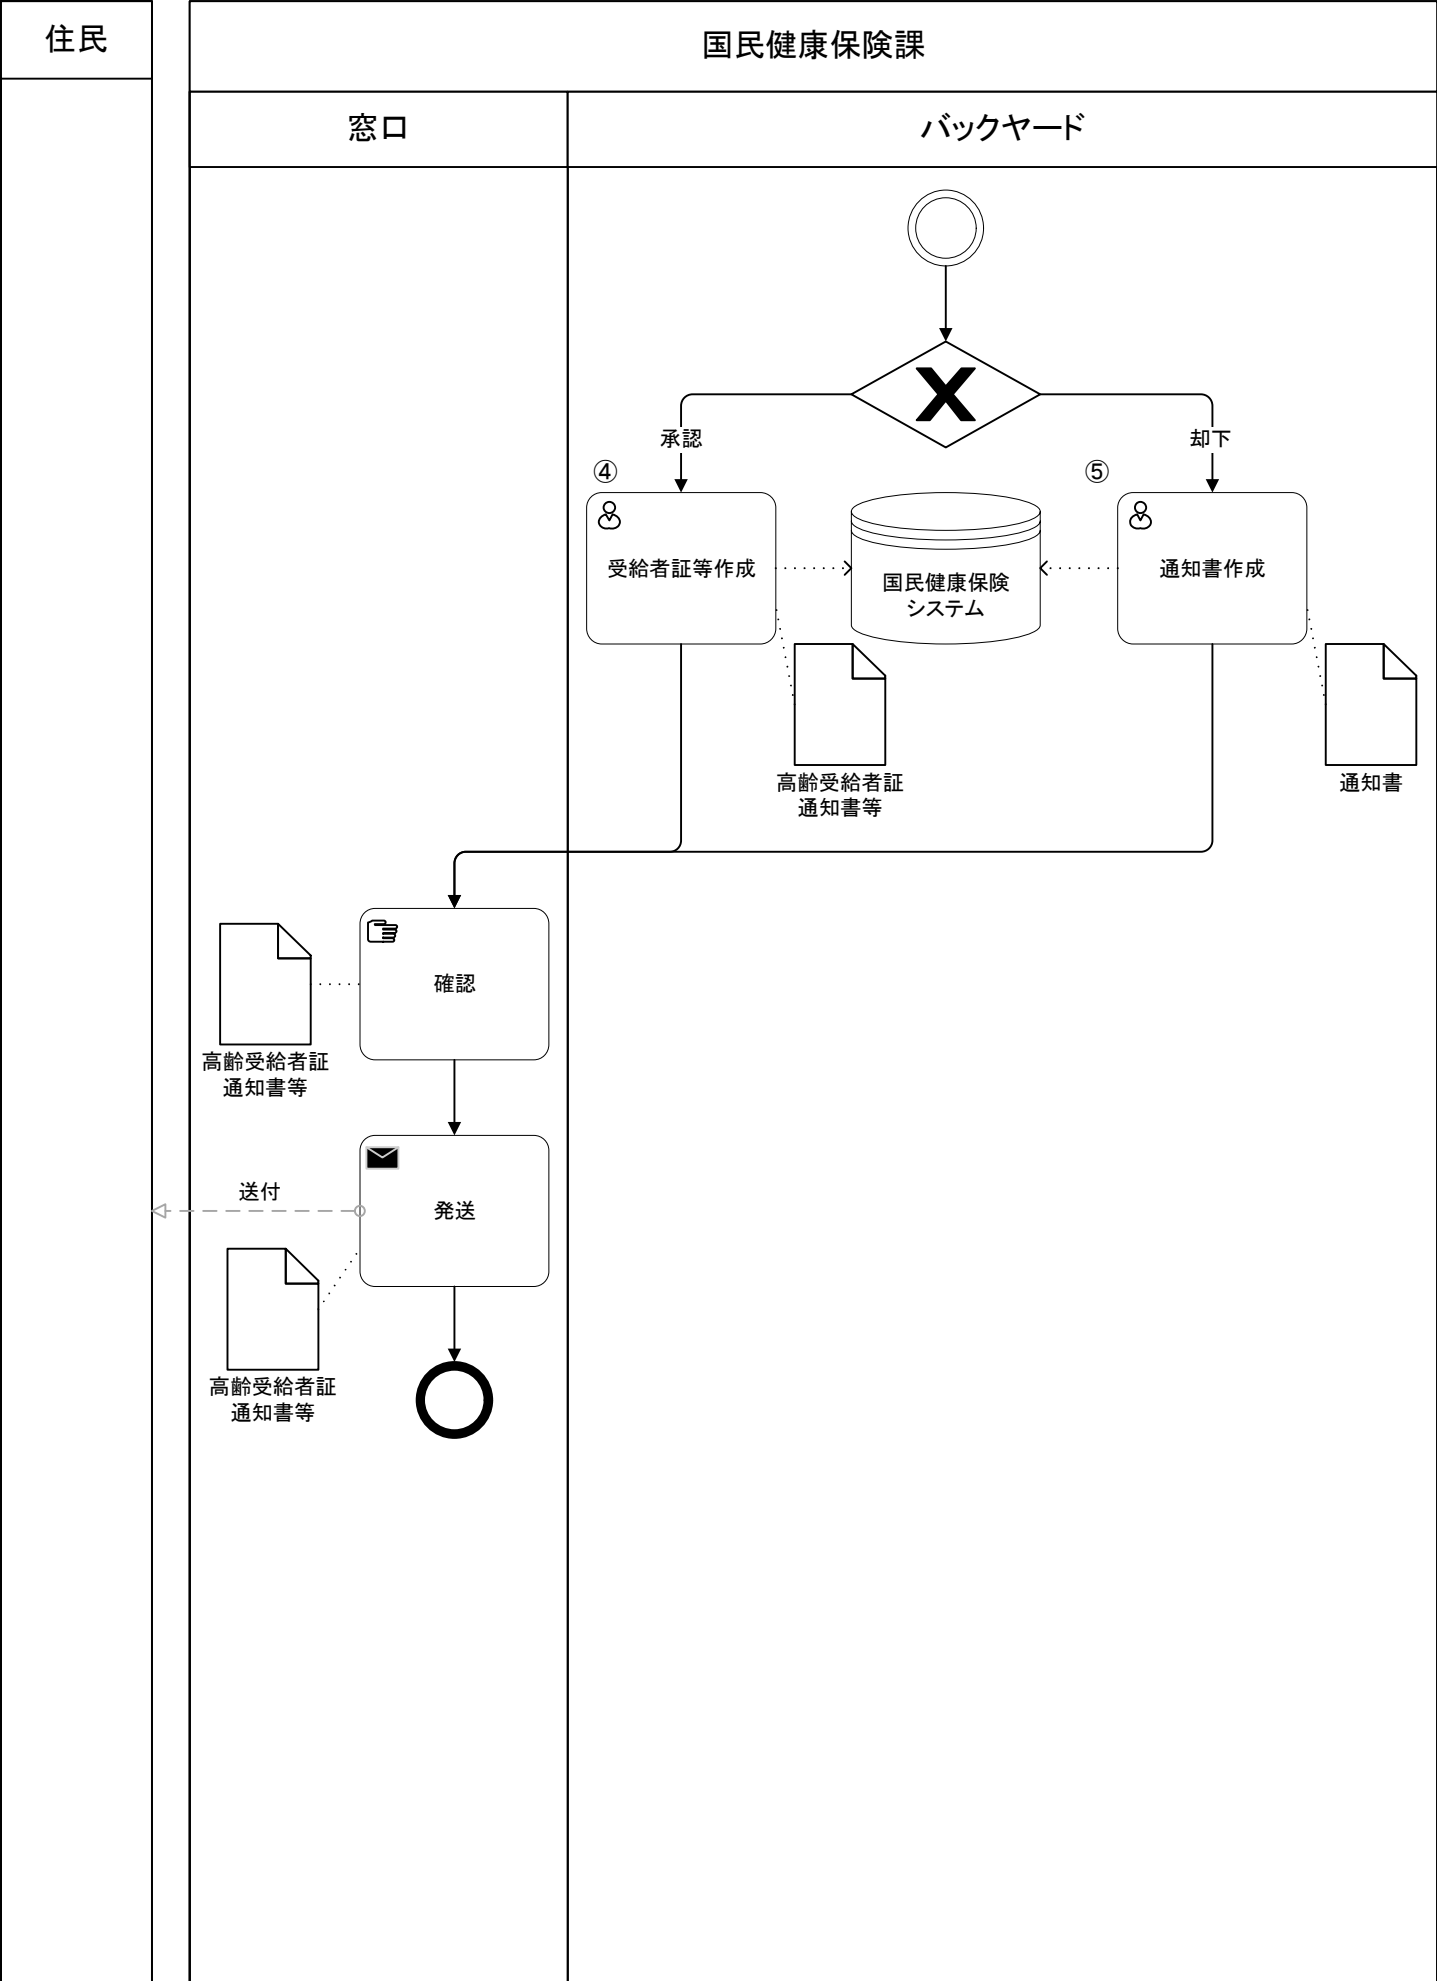 住民
国民健康保険課
窓口
バックヤード
承認
却下
④
⑤
受給者証等作成
国民健康保険
システム
通知書作成
高齢受給者証
通知書等
通知書
確認
高齢受給者証
通知書等
送付
発送
高齢受給者証
通知書等